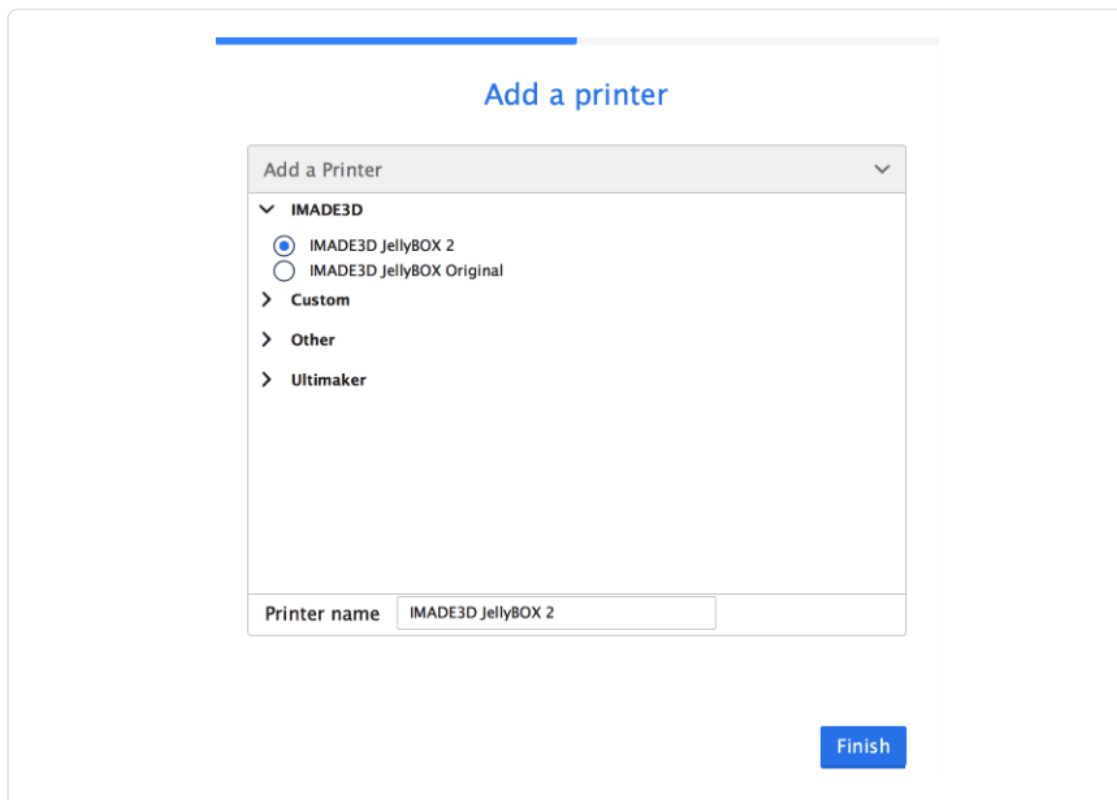 Add a printer
Add a Printer
IMADE3D
IMADE3D JellyBOX 2
IMADE3D JellyBOX Original
Custom
Other
Ultimaker
Printer name IMADE3D JellyBOX 2
Finish